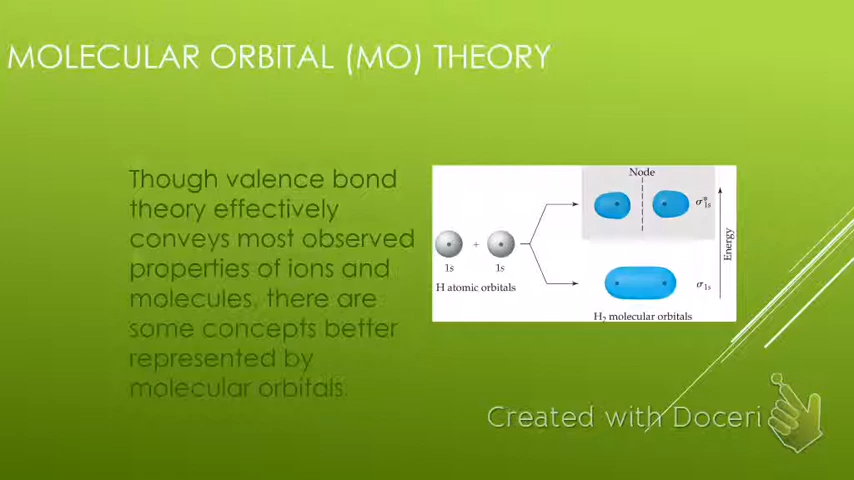 MOLECULAR ORBITAL (MO) THEORY
Though valence bond
theory effectively
conveys most observed
properties of ions and
molecules, there are
some concepts better
represented by
molecular orbitals.
Node
σ*1s
1s + 1s
H atomic orbitals
Energy
σ1s
H2 molecular orbitals
Created with Doceri